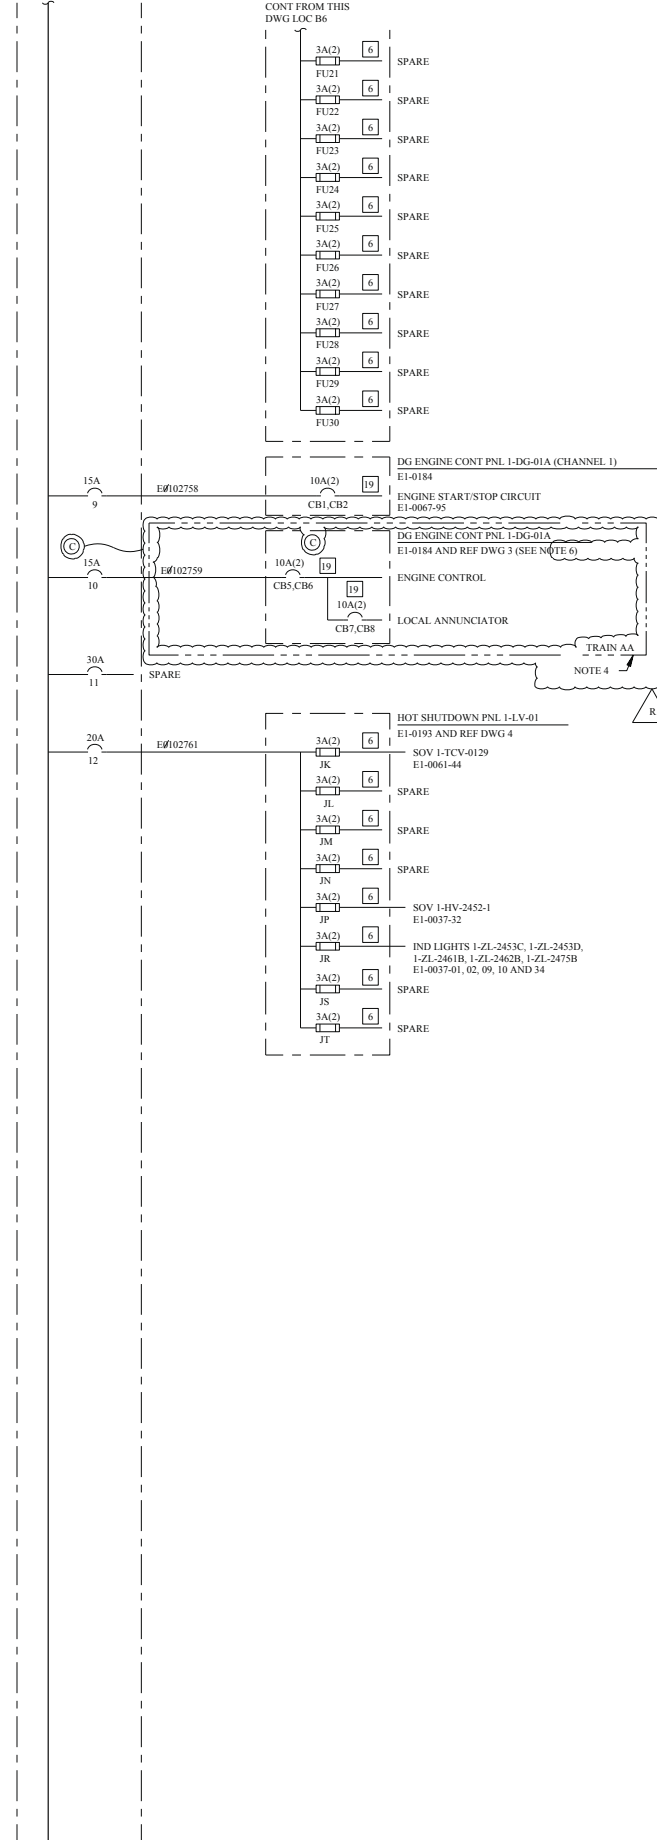 CONT FROM THIS
DWG LOC B6
3A(2) 6
FU21 SPARE
3A(2) 6
FU22 SPARE
3A(2) 6
FU23 SPARE
3A(2) 6
FU24 SPARE
3A(2) 6
FU25 SPARE
3A(2) 6
FU26 SPARE
3A(2) 6
FU27 SPARE
3A(2) 6
FU28 SPARE
3A(2) 6
FU29 SPARE
3A(2) 6
FU30 SPARE
DG ENGINE CONT PNL 1-DG-01A (CHANNEL 1)
E1-0184
15A
9
EØ102758
10A(2) 19
CB1,CB2
ENGINE START/STOP CIRCUIT
E1-0067-95
C
C
DG ENGINE CONT PNL 1-DG-01A
E1-0184 AND REF DWG 3 (SEE NOTE 6)
15A
10
EØ102759
10A(2) 19
CB5,CB6
ENGINE CONTROL
19
10A(2)
CB7,CB8
LOCAL ANNUNCIATOR
TRAIN AA
NOTE 4
30A
11
SPARE
R
HOT SHUTDOWN PNL 1-LV-01
E1-0193 AND REF DWG 4
20A
12
EØ102761
3A(2) 6
JK
SOV 1-TCV-0129
E1-0061-44
3A(2) 6
JL SPARE
3A(2) 6
JM SPARE
3A(2) 6
JN SPARE
3A(2) 6
JP
SOV 1-HV-2452-1
E1-0037-32
3A(2) 6
JR
IND LIGHTS 1-ZL-2453C, 1-ZL-2453D,
1-ZL-2461B, 1-ZL-2462B, 1-ZL-2475B
E1-0037-01, 02, 09, 10 AND 34
3A(2) 6
JS SPARE
3A(2) 6
JT SPARE